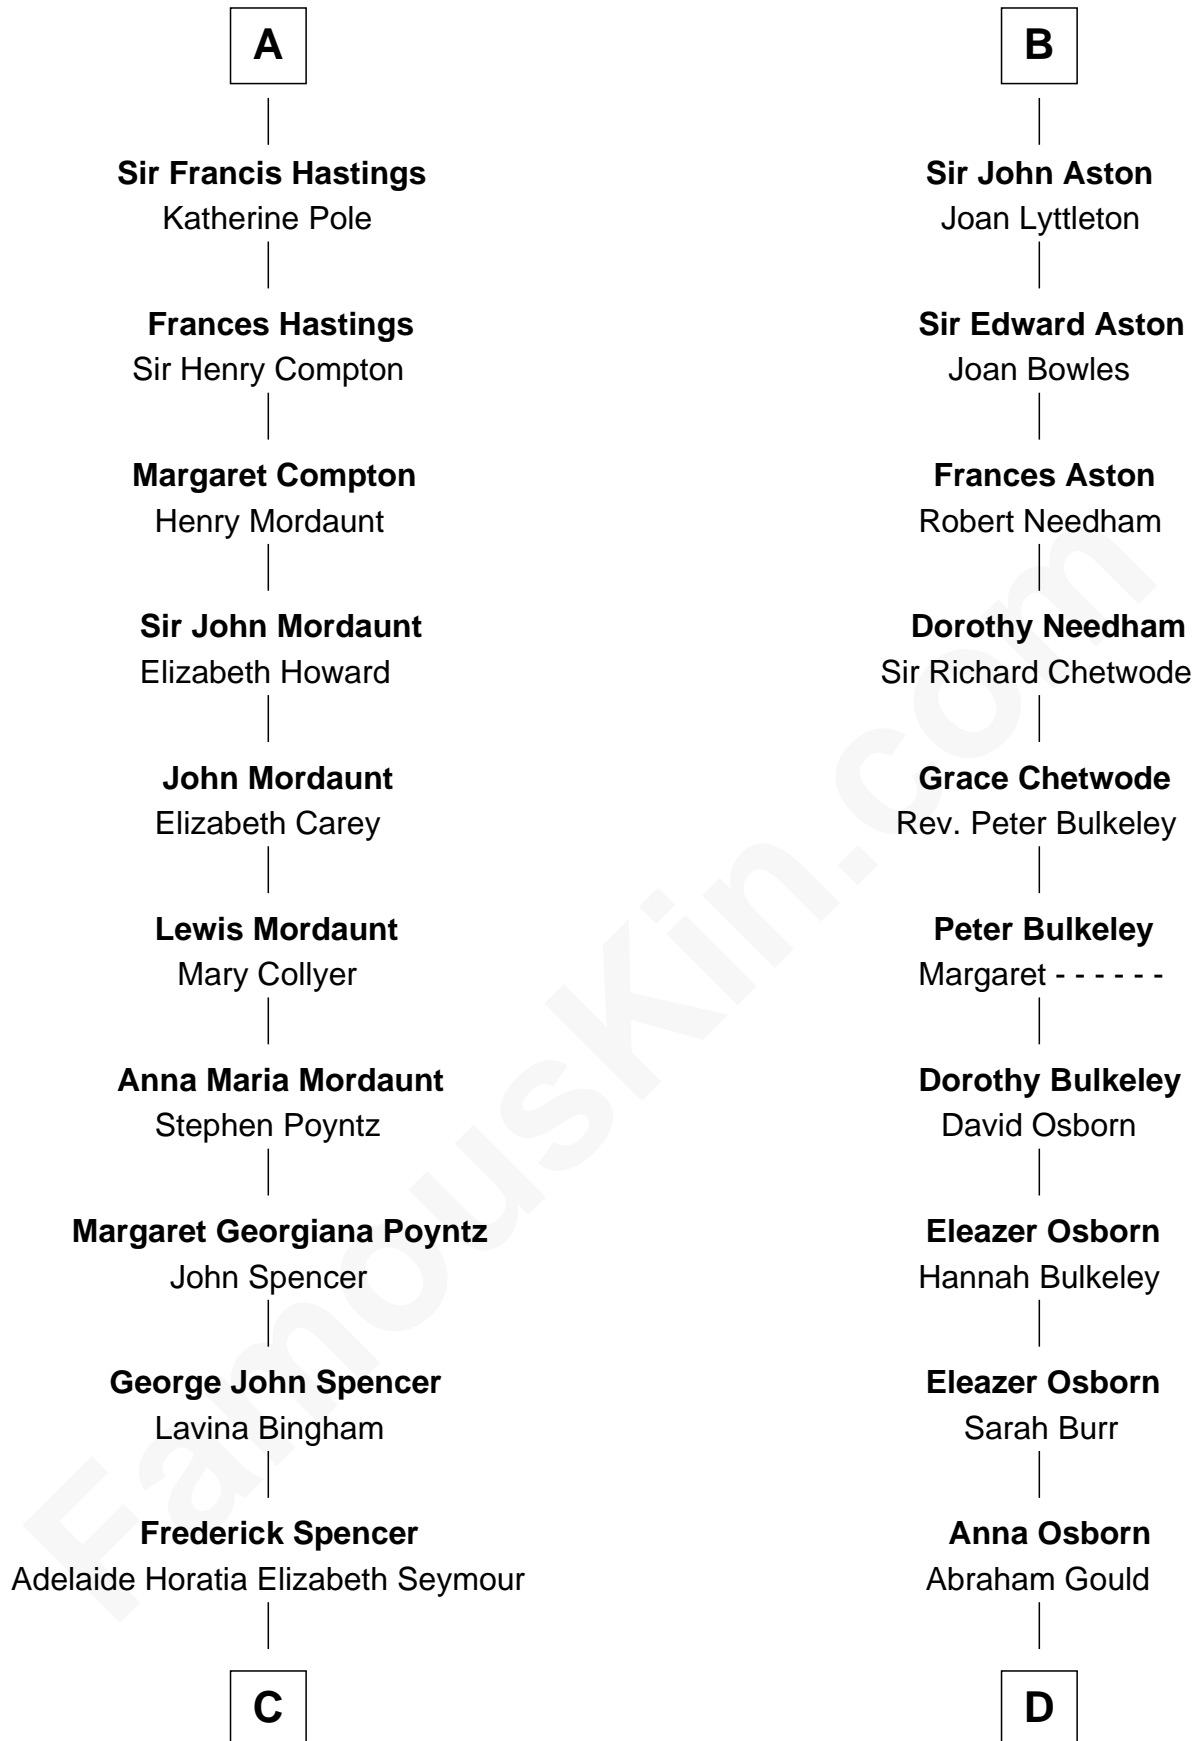 A
Sir Francis Hastings
Katherine Pole
Frances Hastings
Sir Henry Compton
Margaret Compton
Henry Mordaunt
Sir John Mordaunt
Elizabeth Howard
John Mordaunt
Elizabeth Carey
Lewis Mordaunt
Mary Collyer
Anna Maria Mordaunt
Stephen Poyntz
Margaret Georgiana Poyntz
John Spencer
George John Spencer
Lavina Bingham
Frederick Spencer
Adelaide Horatia Elizabeth Seymour
C
B
Sir John Aston
Joan Lyttleton
Sir Edward Aston
Joan Bowles
Frances Aston
Robert Needham
Dorothy Needham
Sir Richard Chetwode
Grace Chetwode
Rev. Peter Bulkeley
Peter Bulkeley
Margaret - - - - - -
Dorothy Bulkeley
David Osborn
Eleazer Osborn
Hannah Bulkeley
Eleazer Osborn
Sarah Burr
Anna Osborn
Abraham Gould
D
FamousKin.com